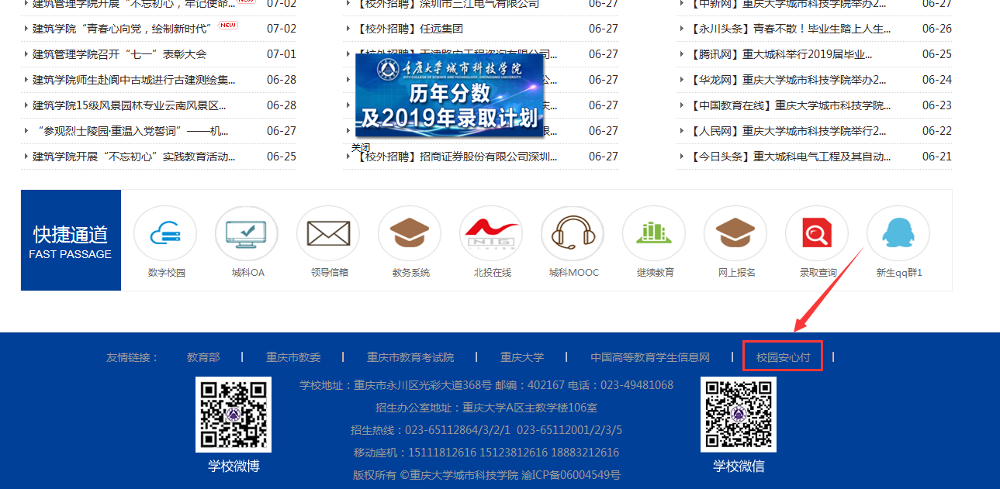 建筑管理学院开展“不忘初心，牢记使命... NEW 07-02
建筑学院“青春心向党，绘制新时代” NEW 07-02
建筑管理学院召开“七一”表彰大会 07-01
建筑学院师生赴阆中古城进行古建测绘集... 06-28
建筑学院15级风景园林专业云南风景区... 06-28
“参观烈士陵园·重温入党誓词”——机... 06-27
建筑学院开展“不忘初心”实践教育活动... 06-25
【校外招聘】深圳市三江电气有限公司 06-27
【校外招聘】任远集团 06-27
06-27
公... 06-27
06-27
限... 06-27
【校外招聘】招商证券股份有限公司深圳... 06-27
重庆大学城市科技学院
CITY COLLEGE OF SCIENCE AND TECHNOLOGY, CHONGQING UNIVERSITY
历年分数
及2019年录取计划
关闭
【中新网】重庆大学城市科技学院举办2... 06-27
【永川头条】青春不散！毕业生踏上人生... 06-26
【腾讯网】重大城科举行2019届毕业... 06-25
【华龙网】重庆大学城市科技学院举办2... 06-24
【中国教育在线】重庆大学城市科技学院... 06-23
【人民网】重庆大学城市科技学院举行2... 06-22
【今日头条】重大城科电气工程及其自动... 06-21
快捷通道
FAST PASSAGE
NTG
数字校园 城科OA 领导信箱 教务系统 北投在线 城科MOOC 继续教育 网上报名 录取查询 新生qq群1
友情链接： 教育部 | 重庆市教委 | 重庆市教育考试院 | 重庆大学 | 中国高等教育学生信息网 | 校园安心付 |
学校地址：重庆市永川区光彩大道368号 邮编：402167 电话：023-49481068
招生办公室地址：重庆大学A区主教学楼106室
招生热线：023-65112864/3/2/1 023-65112001/2/3/5
移动座机：15111812616 15123812616 18883212616
版权所有 ©重庆大学城市科技学院 渝ICP备06004549号
学校微博
学校微信